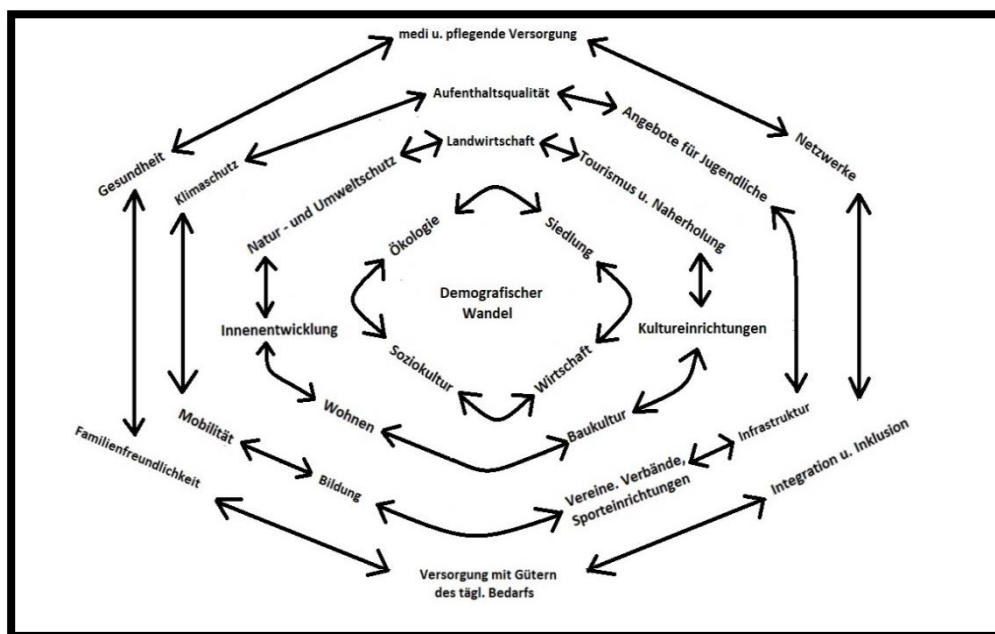 medi u. pflegende Versorgung
Aufenthaltsqualität
Angebote für Jugendliche
Netzwerke
Gesundheit
Klimaschutz
Landwirtschaft
Natur - und Umweltschutz
Tourismus u. Naherholung
Ökologie
Siedlung
Demografischer
Wandel
Innenentwicklung
Kultureinrichtungen
Soziokultur
Wirtschaft
Wohnen
Baukultur
Mobilität
Infrastruktur
Familienfreundlichkeit
Bildung
Vereine. Verbände,
Sporteinrichtungen
Integration u. Inklusion
Versorgung mit Gütern
des tägl. Bedarfs